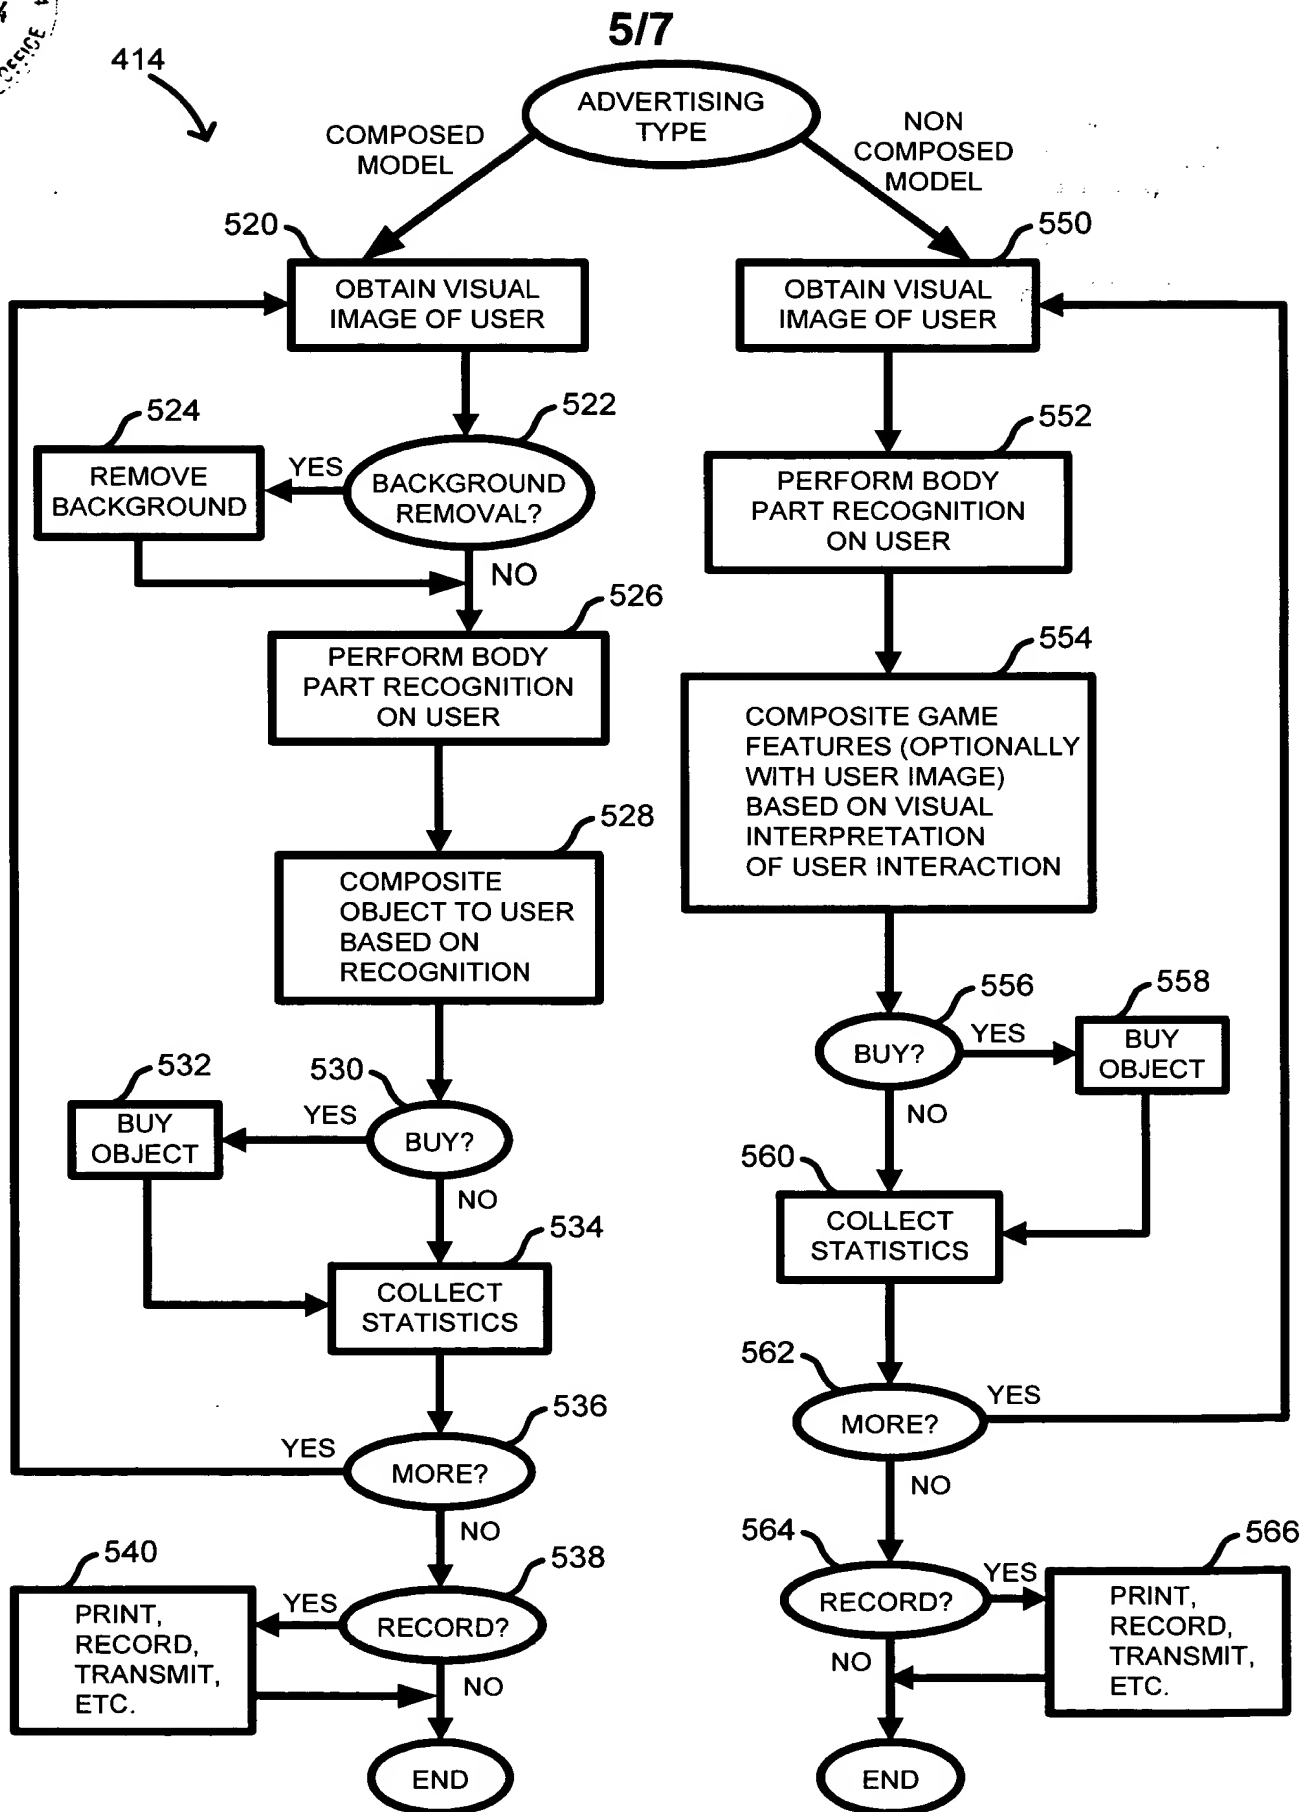 OFFICE
5/7
414
ADVERTISING
TYPE
COMPOSED
MODEL
NON
COMPOSED
MODEL
520
OBTAIN VISUAL
IMAGE OF USER
522
BACKGROUND
REMOVAL?
YES
524
REMOVE
BACKGROUND
NO
526
PERFORM BODY
PART RECOGNITION
ON USER
528
COMPOSITE
OBJECT TO USER
BASED ON
RECOGNITION
530
BUY?
YES
532
BUY
OBJECT
NO
534
COLLECT
STATISTICS
536
MORE?
YES
NO
538
RECORD?
YES
540
PRINT,
RECORD,
TRANSMIT,
ETC.
NO
END
550
OBTAIN VISUAL
IMAGE OF USER
552
PERFORM BODY
PART RECOGNITION
ON USER
554
COMPOSITE GAME
FEATURES (OPTIONALLY
WITH USER IMAGE)
BASED ON VISUAL
INTERPRETATION
OF USER INTERACTION
556
BUY?
YES
558
BUY
OBJECT
NO
560
COLLECT
STATISTICS
562
MORE?
YES
NO
564
RECORD?
YES
566
PRINT,
RECORD,
TRANSMIT,
ETC.
NO
END